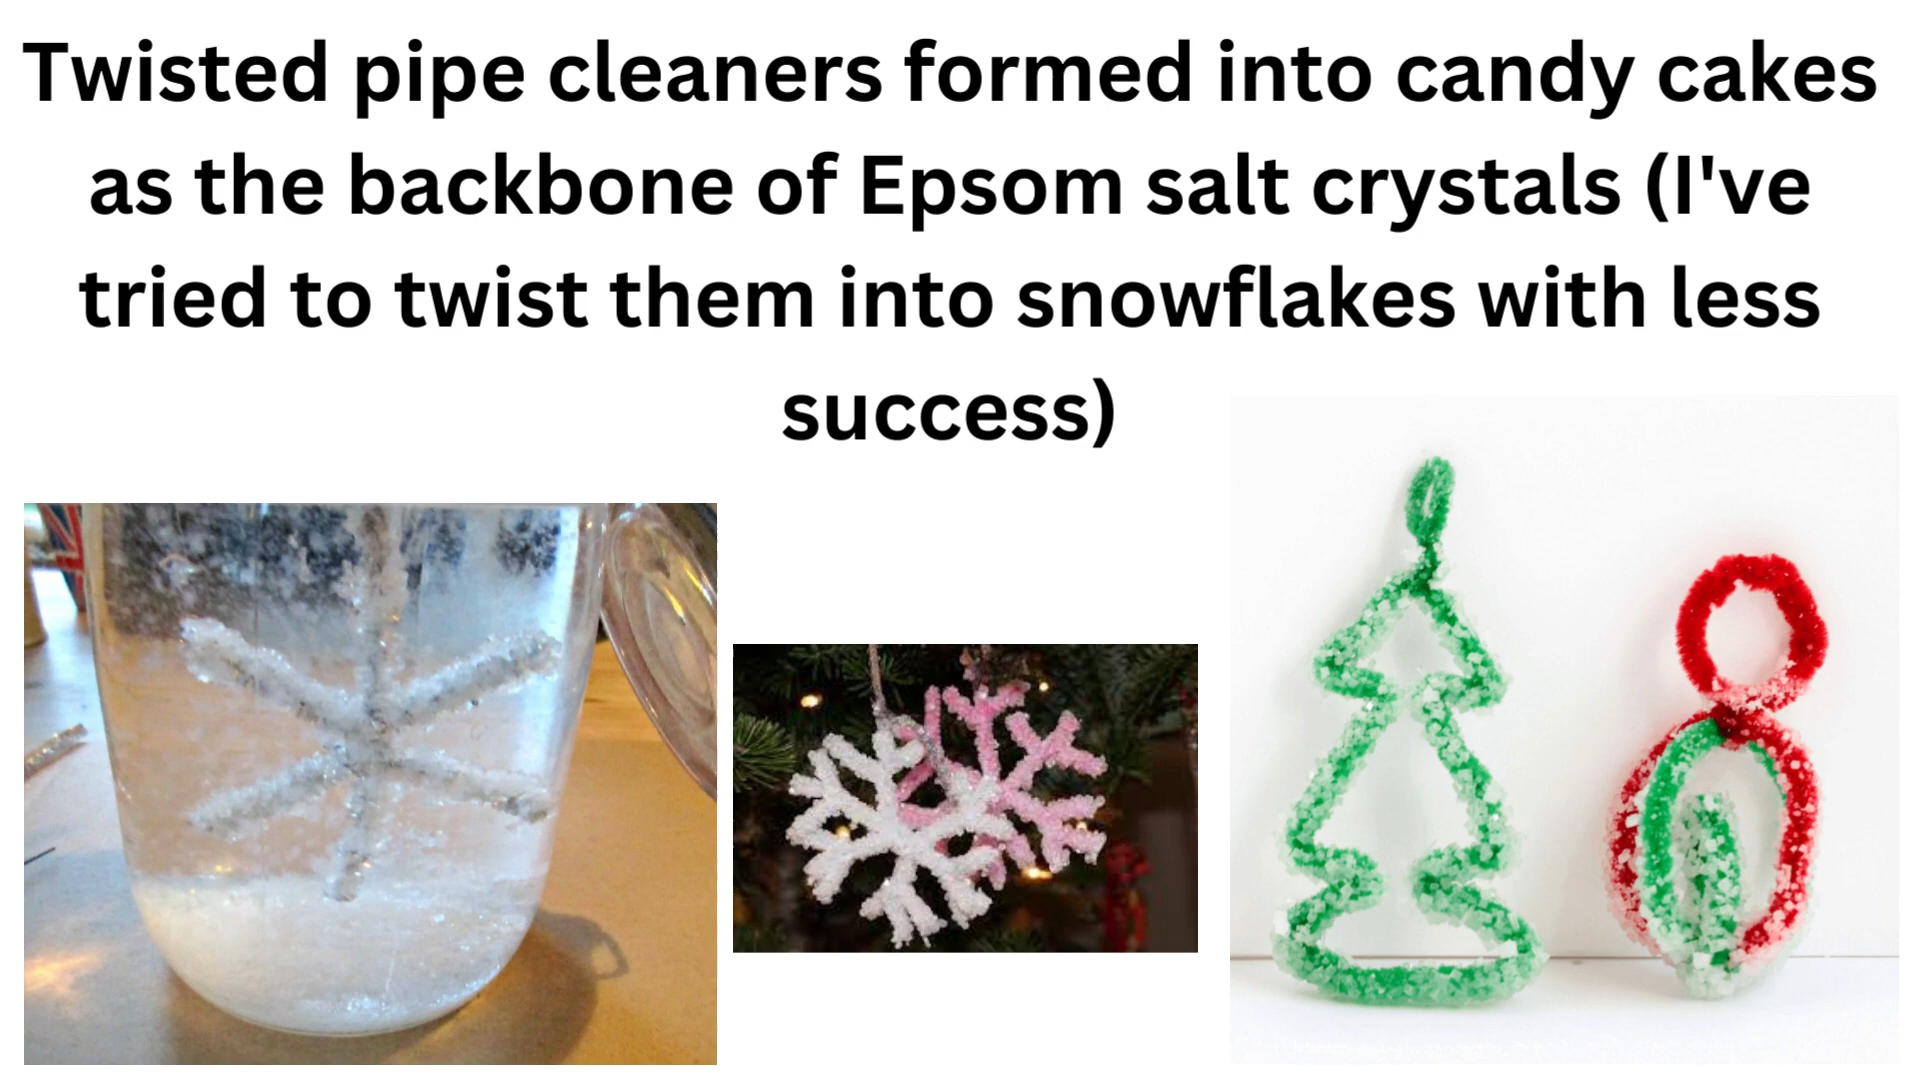 Twisted pipe cleaners formed into candy cakes
as the backbone of Epsom salt crystals (I've
tried to twist them into snowflakes with less
success)